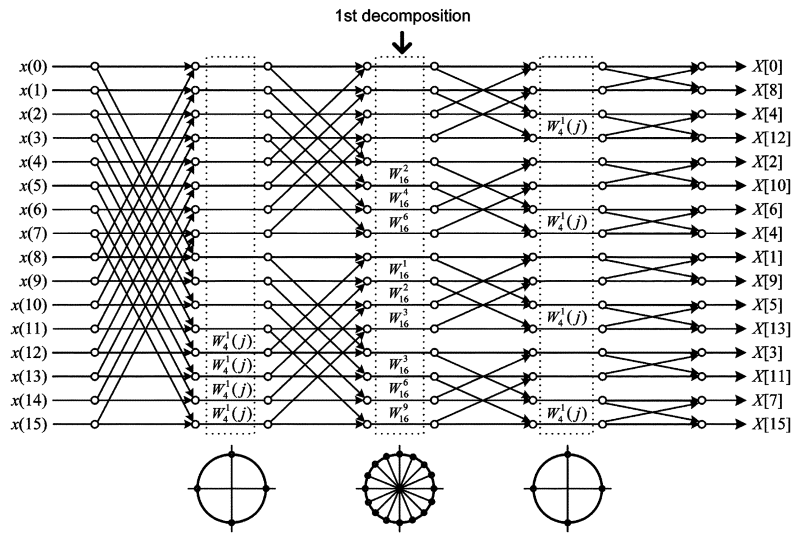 1st decomposition
x(0) X[0]
x(1) X[8]
x(2) X[4]
W_4^1(j)
x(3) X[12]
x(4) X[2]
W_16^2
x(5) X[10]
W_16^4
x(6) X[6]
W_16^6 W_4^1(j)
x(7) X[4]
x(8) X[1]
W_16^1
x(9) X[9]
W_16^2
x(10) X[5]
W_16^3 W_4^1(j)
x(11) X[13]
W_4^1(j)
x(12) X[3]
W_4^1(j) W_16^3
x(13) X[11]
W_4^1(j) W_16^6
x(14) X[7]
W_4^1(j) W_16^9 W_4^1(j)
x(15) X[15]